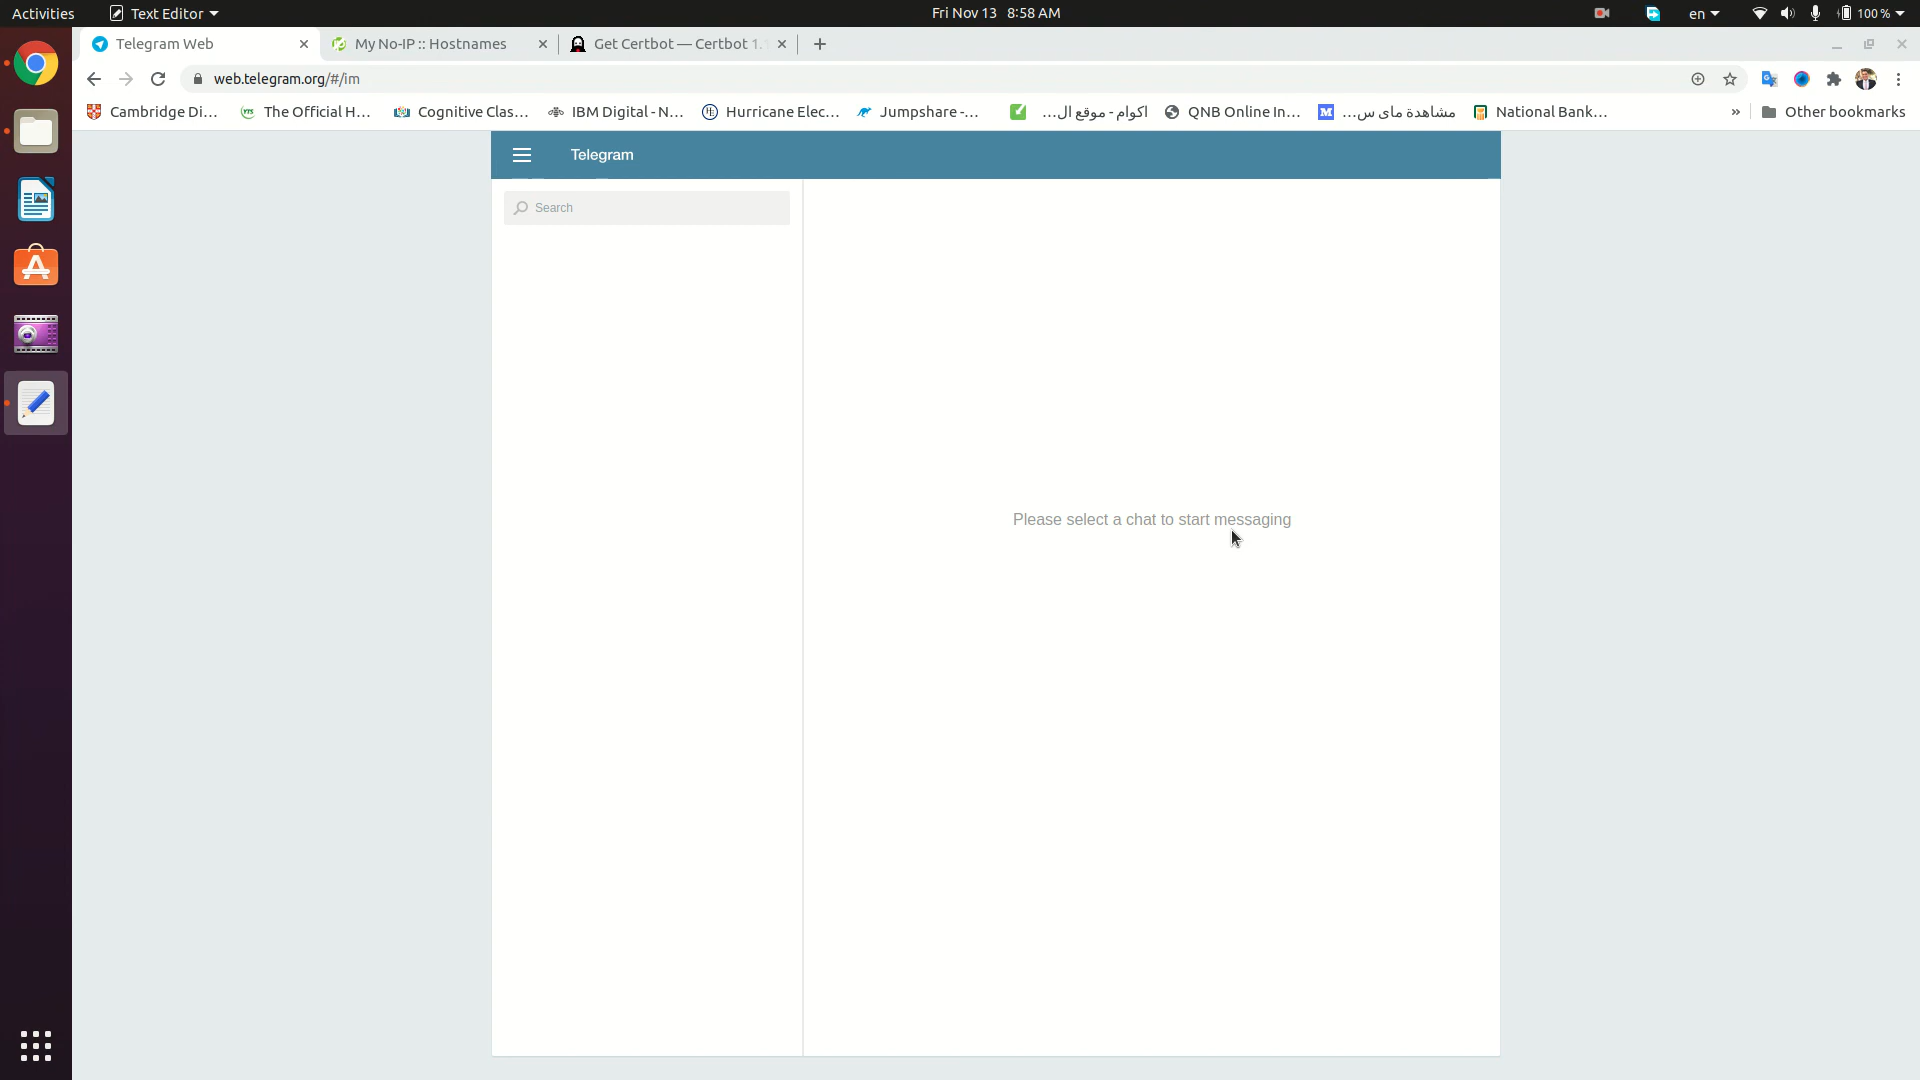 Activities
Text Editor
Fri Nov 13 8:58 AM
en
100 %
Telegram Web
My No-IP :: Hostnames
Get Certbot — Certbot 1.
web.telegram.org/#/im
Cambridge Di...
The Official H...
Cognitive Clas...
IBM Digital - N...
Hurricane Elec...
Jumpshare -...
اكوام - موقع ال...
QNB Online In...
مشاهدة ماى س...
National Bank...
»
Other bookmarks
Telegram
Search
Please select a chat to start messaging